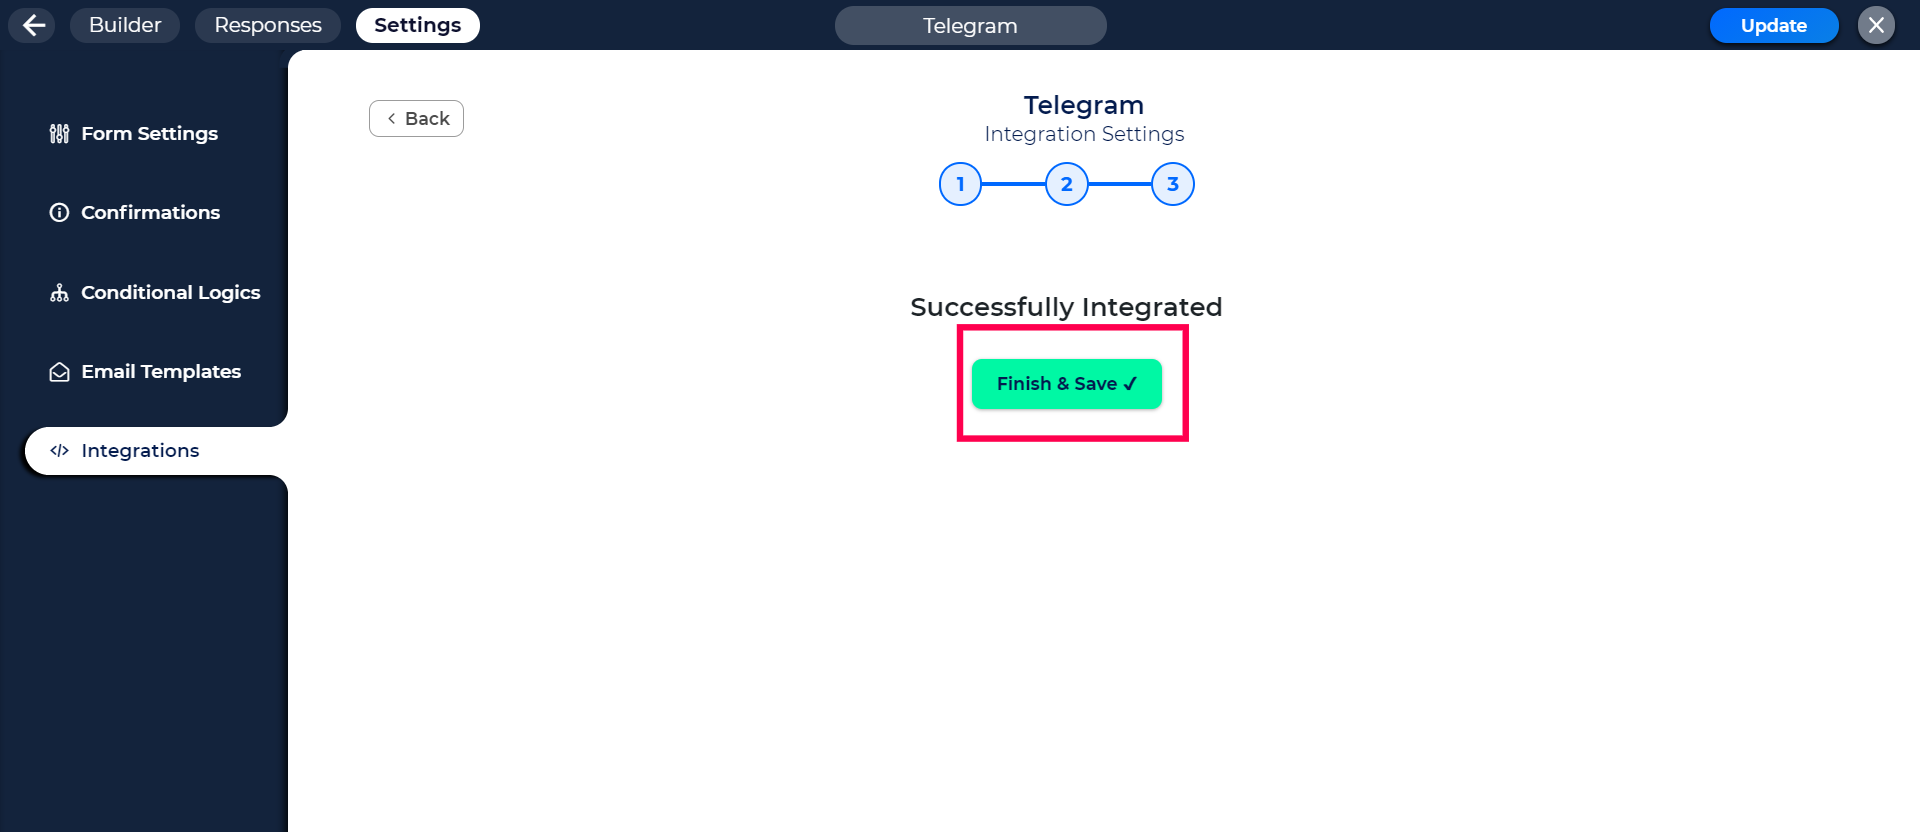 Builder Responses Settings Telegram Update
Form Settings
Confirmations
Conditional Logics
Email Templates
Integrations
Back
Telegram
Integration Settings
1 2 3
Successfully Integrated
Finish & Save ✓